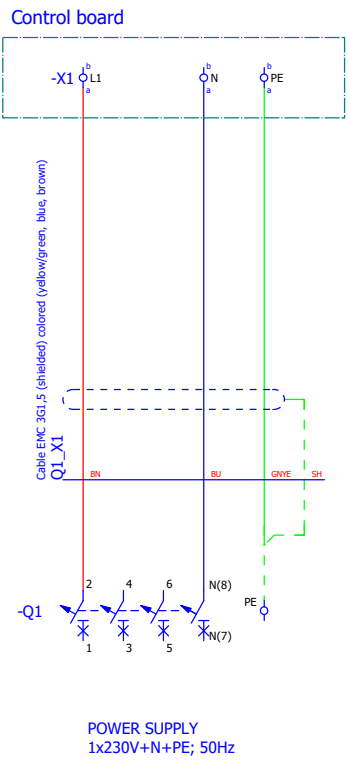 Control board
b b b
-X1 L1 N PE
a a a
Cable EMC 3G1,5 (shielded) colored (yellow/green, blue, brown)
Q1_X1
BN BU GNYE SH
2 4 6 N(8)
-Q1 PE
1 3 5 N(7)
POWER SUPPLY
1x230V+N+PE; 50Hz